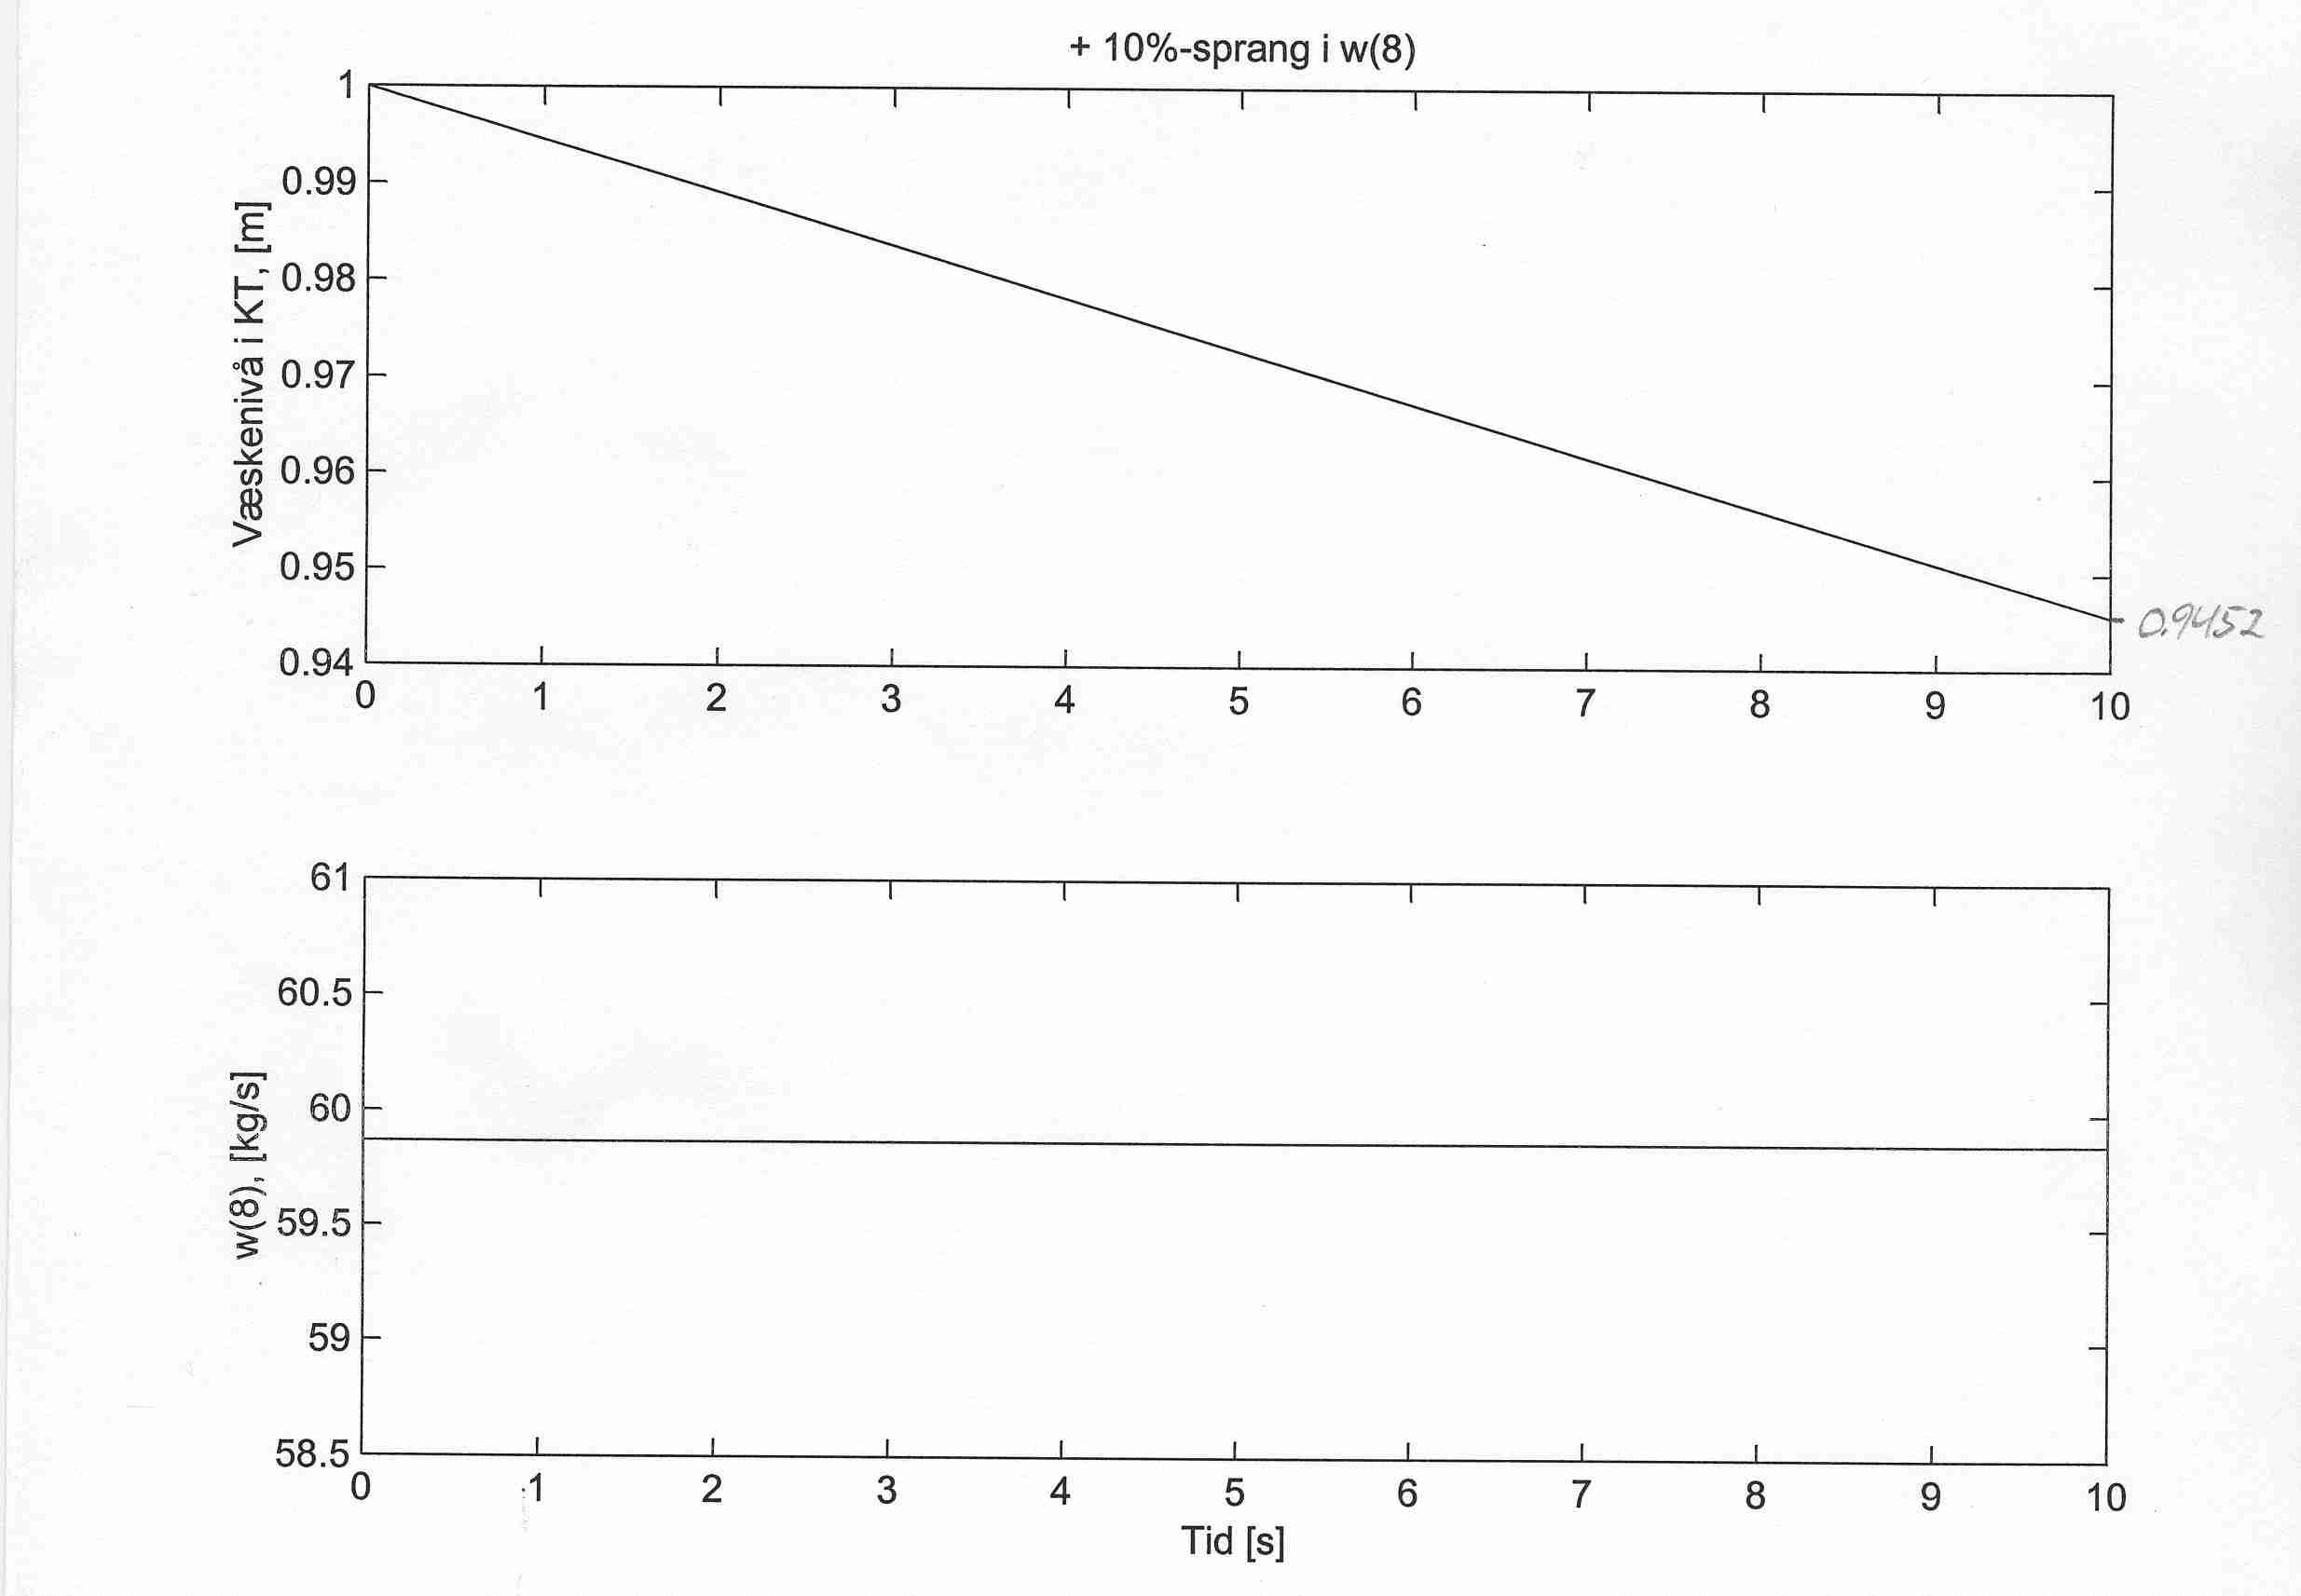 + 10%-sprang i w(8)
Væskenivå i KT, [m]
1
0.99
0.98
0.97
0.96
0.95
0.94
0.9452
0 1 2 3 4 5 6 7 8 9 10
w(8), [kg/s]
61
60.5
60
59.5
59
58.5
0 1 2 3 4 5 6 7 8 9 10
Tid [s]